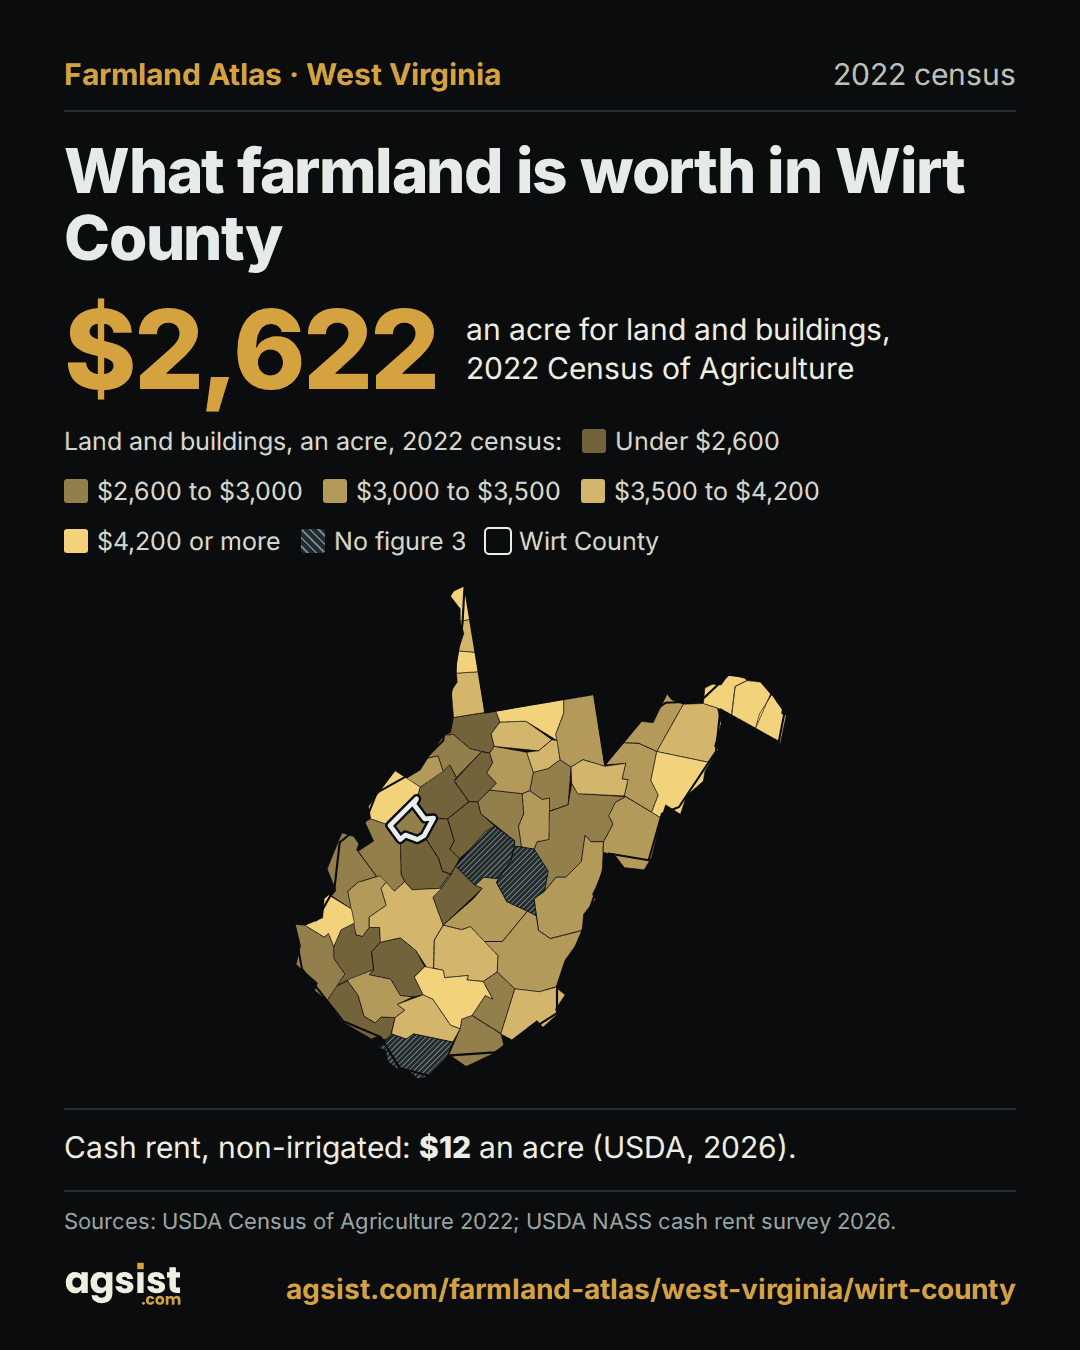 Farmland Atlas · West Virginia
2022 census
What farmland is worth in Wirt
County
$2,622
an acre for land and buildings,
2022 Census of Agriculture
Land and buildings, an acre, 2022 census: Under $2,600
$2,600 to $3,000 $3,000 to $3,500 $3,500 to $4,200
$4,200 or more No figure 3 Wirt County
Cash rent, non-irrigated: $12 an acre (USDA, 2026).
Sources: USDA Census of Agriculture 2022; USDA NASS cash rent survey 2026.
agsist
.com
agsist.com/farmland-atlas/west-virginia/wirt-county